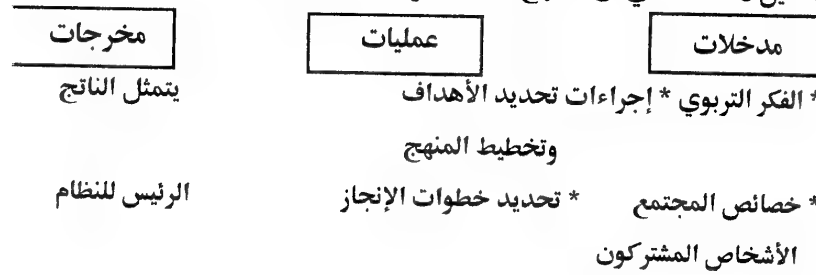 مدخلات عمليات مخرجات
* الفكر التربوي * إجراءات تحديد الأهداف يتمثل الناتج
وتخطيط المنهج
* خصائص المجتمع * تحديد خطوات الإنجاز الرئيس للنظام
الأشخاص المشتركون